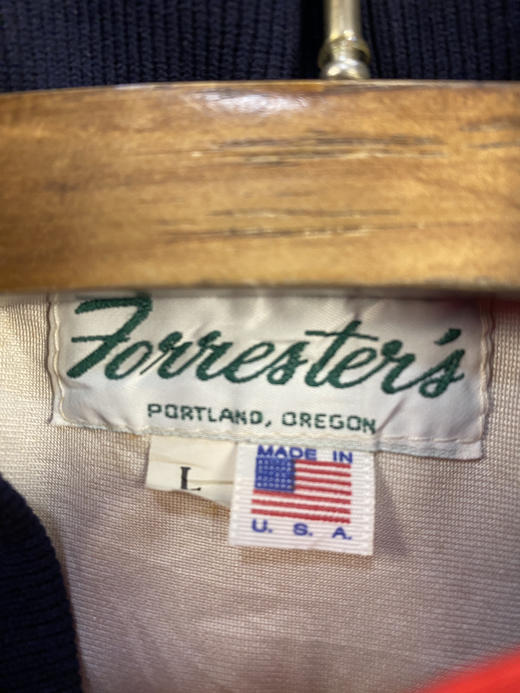 Forrester's
PORTLAND, OREGON
L
MADE IN
U. S. A.